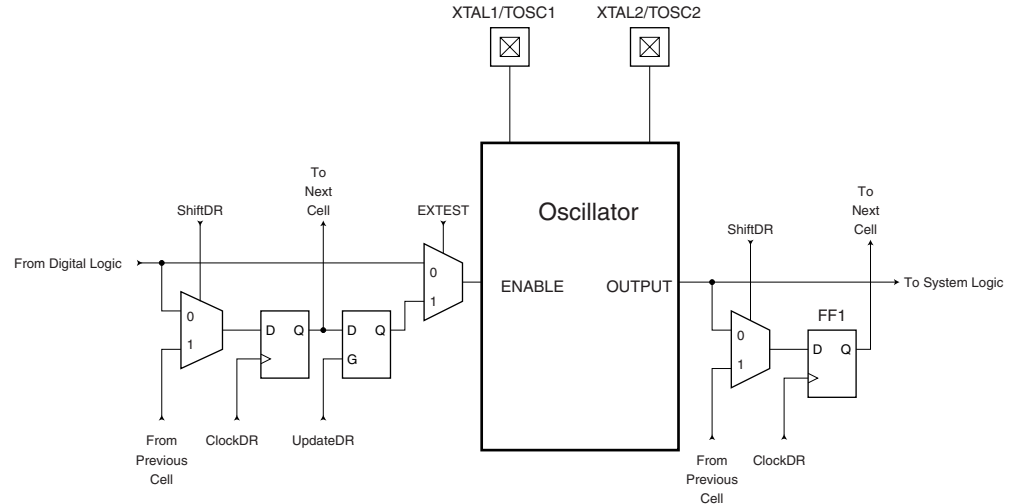 XTAL1/TOSC1 XTAL2/TOSC2
To
Next
Cell
ShiftDR
EXTEST
From Digital Logic
0
1
D Q
D Q
G
0
1
From
Previous
Cell
ClockDR
UpdateDR
Oscillator
ENABLE OUTPUT
ShiftDR
To
Next
Cell
To System Logic
FF1
0
1
D Q
From
Previous
Cell
ClockDR